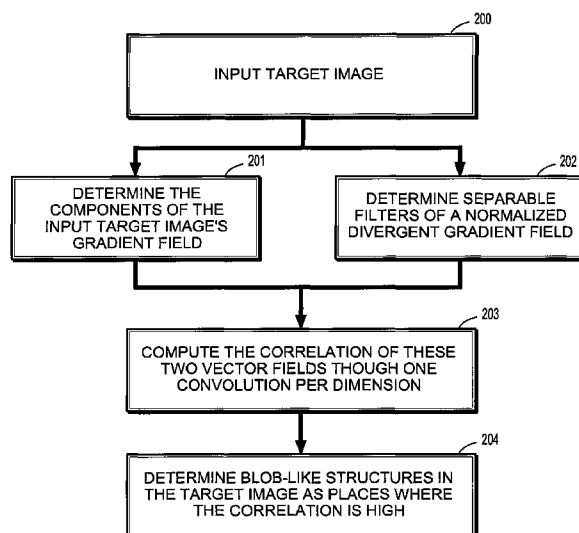 200
INPUT TARGET IMAGE
201
DETERMINE THE
COMPONENTS OF THE
INPUT TARGET IMAGE'S
GRADIENT FIELD
202
DETERMINE SEPARABLE
FILTERS OF A NORMALIZED
DIVERGENT GRADIENT FIELD
203
COMPUTE THE CORRELATION OF THESE
TWO VECTOR FIELDS THOUGH ONE
CONVOLUTION PER DIMENSION
204
DETERMINE BLOB-LIKE STRUCTURES IN
THE TARGET IMAGE AS PLACES WHERE
THE CORRELATION IS HIGH